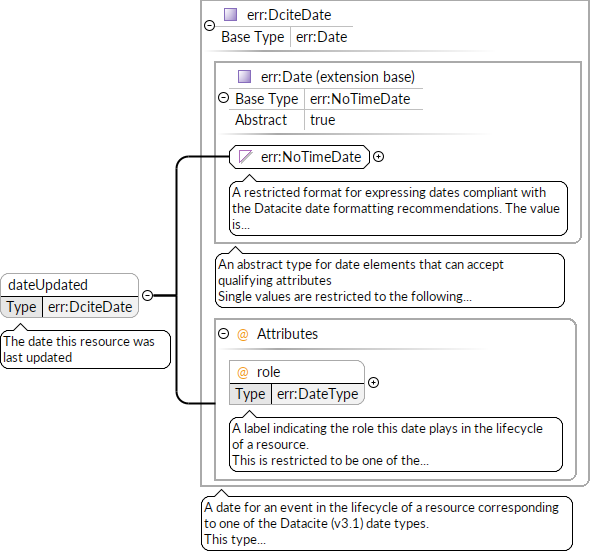 err:DciteDate
Base Type err:Date
err:Date (extension base)
Base Type err:NoTimeDate
Abstract true
err:NoTimeDate
A restricted format for expressing dates compliant with
the Datacite date formatting recommendations. The value
is...
An abstract type for date elements that can accept
qualifying attributes
Single values are restricted to the following...
dateUpdated
Type err:DciteDate
The date this resource was
last updated
@ Attributes
@ role
Type err:DateType
A label indicating the role this date plays in the lifecycle
of a resource.
This is restricted to be one of the...
A date for an event in the lifecycle of a resource corresponding
to one of the Datacite (v3.1) date types.
This type...